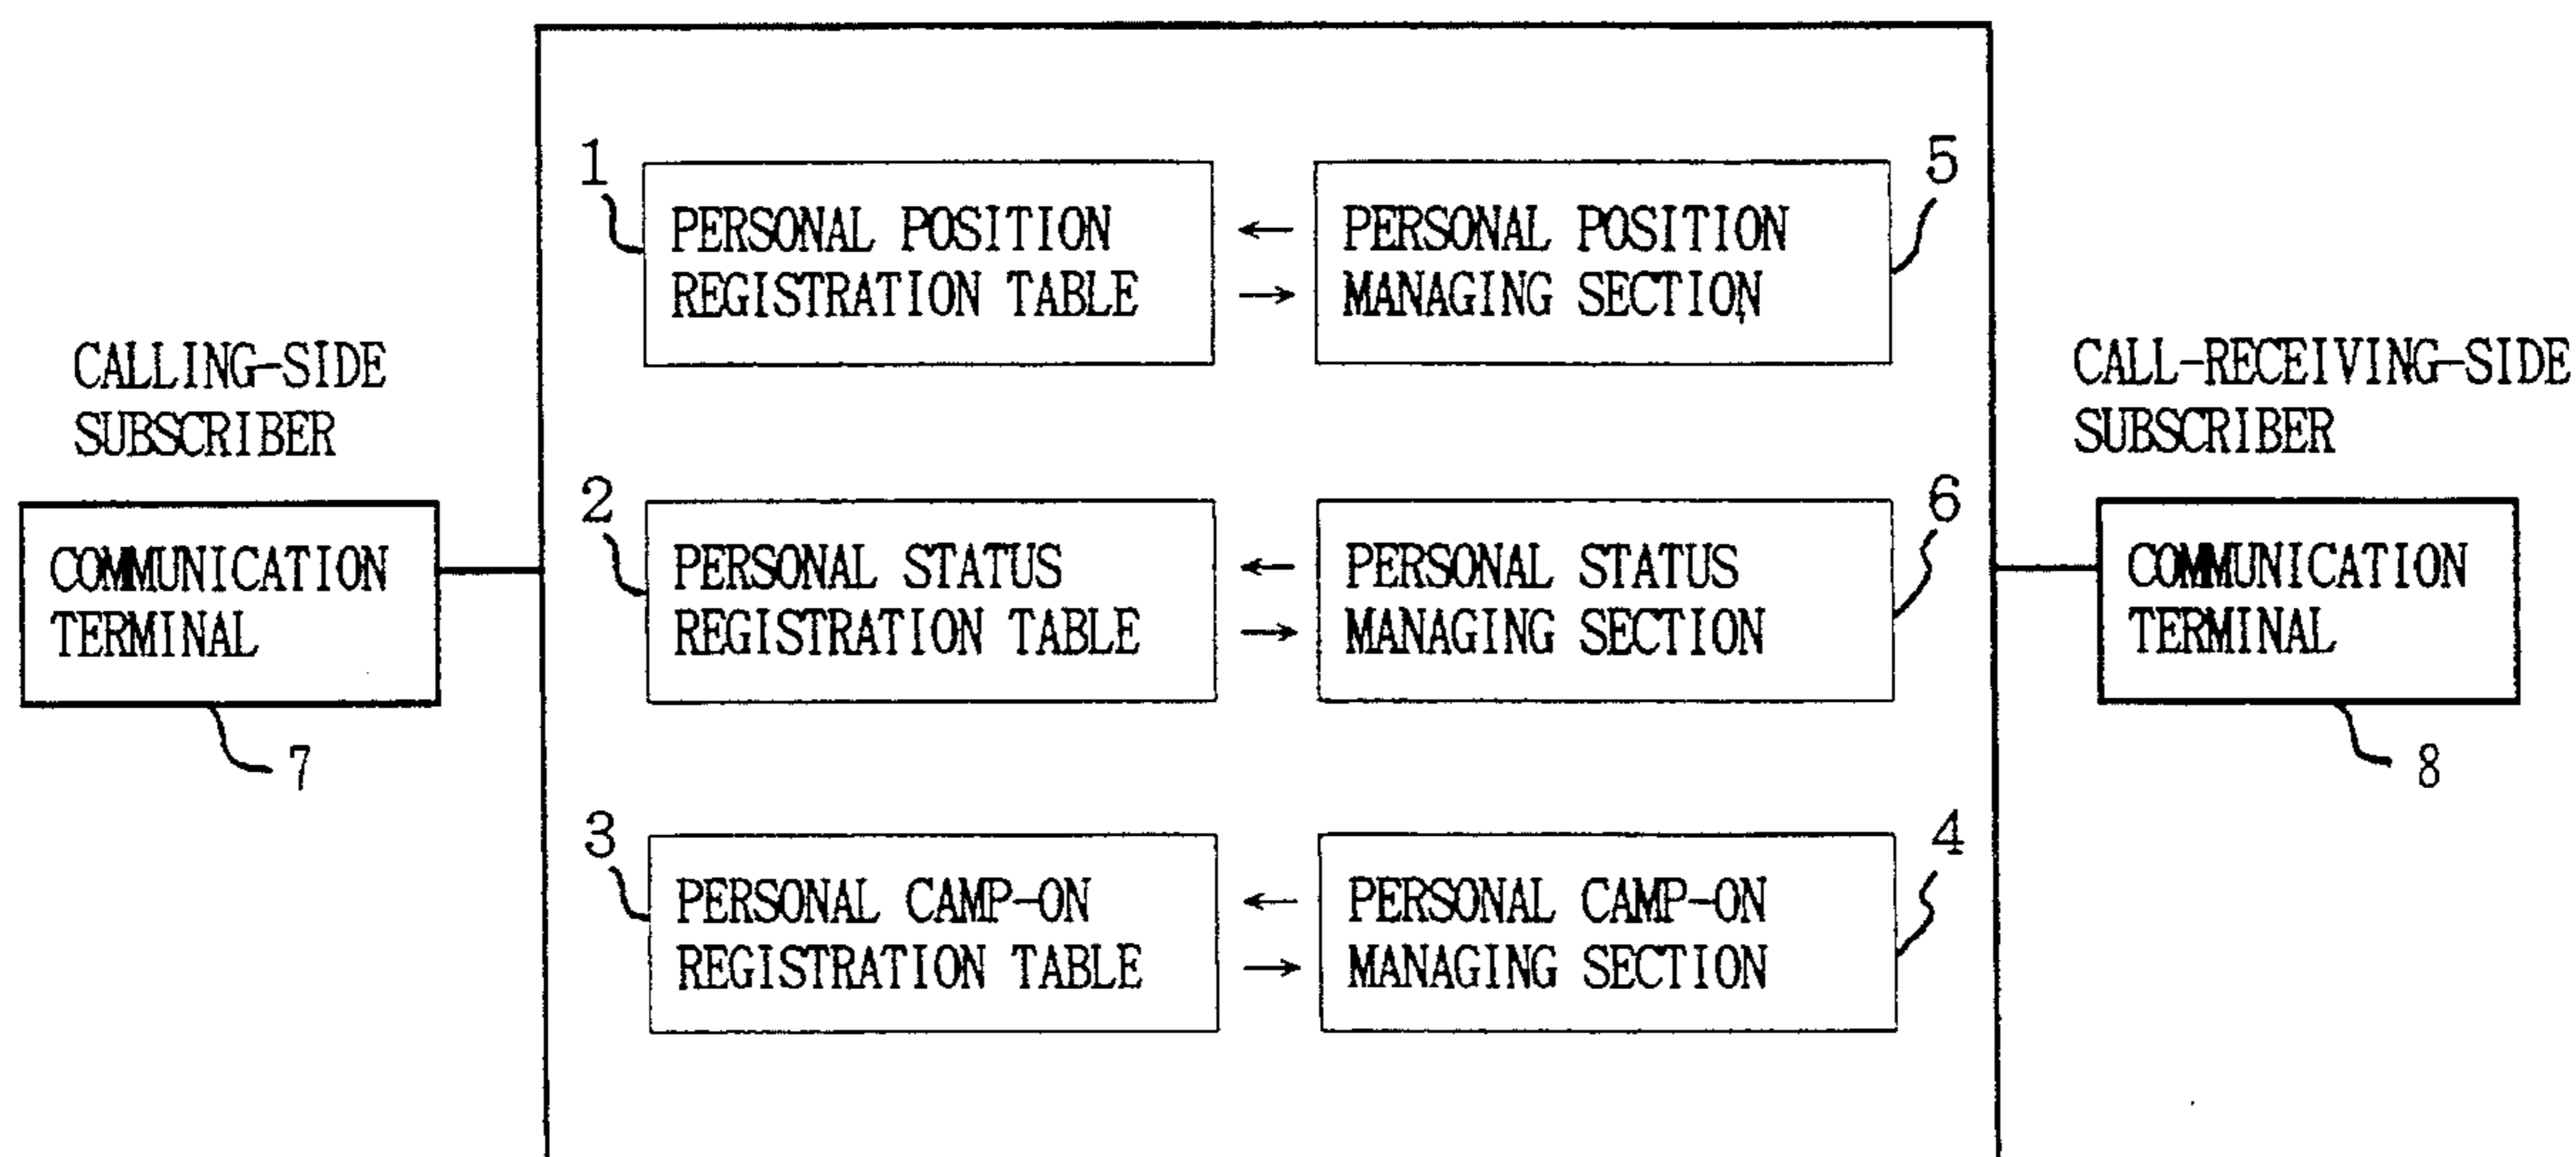 1
PERSONAL POSITION
REGISTRATION TABLE
PERSONAL POSITION
MANAGING SECTION
5
CALLING-SIDE
SUBSCRIBER
CALL-RECEIVING-SIDE
SUBSCRIBER
COMMUNICATION
TERMINAL
7
2
PERSONAL STATUS
REGISTRATION TABLE
PERSONAL STATUS
MANAGING SECTION
6
COMMUNICATION
TERMINAL
8
3
PERSONAL CAMP-ON
REGISTRATION TABLE
PERSONAL CAMP-ON
MANAGING SECTION
4